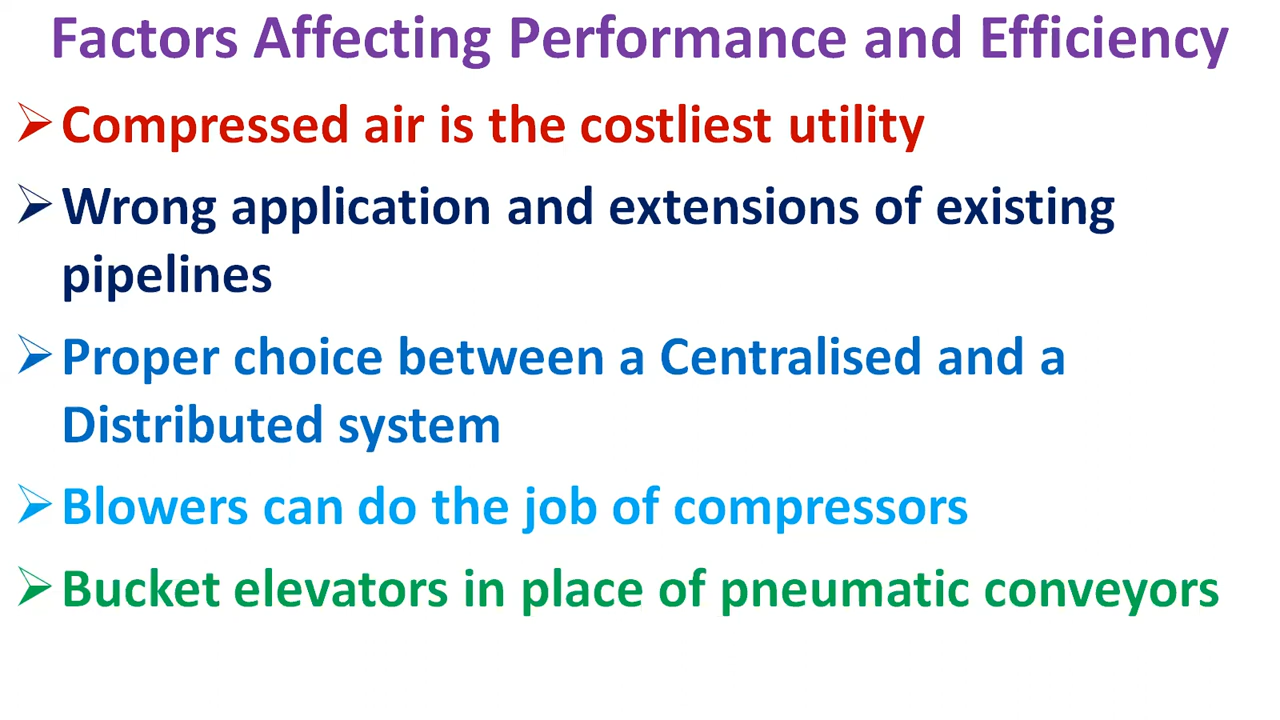 Factors Affecting Performance and Efficiency
➢Compressed air is the costliest utility
➢Wrong application and extensions of existing
pipelines
➢Proper choice between a Centralised and a
Distributed system
➢Blowers can do the job of compressors
➢Bucket elevators in place of pneumatic conveyors